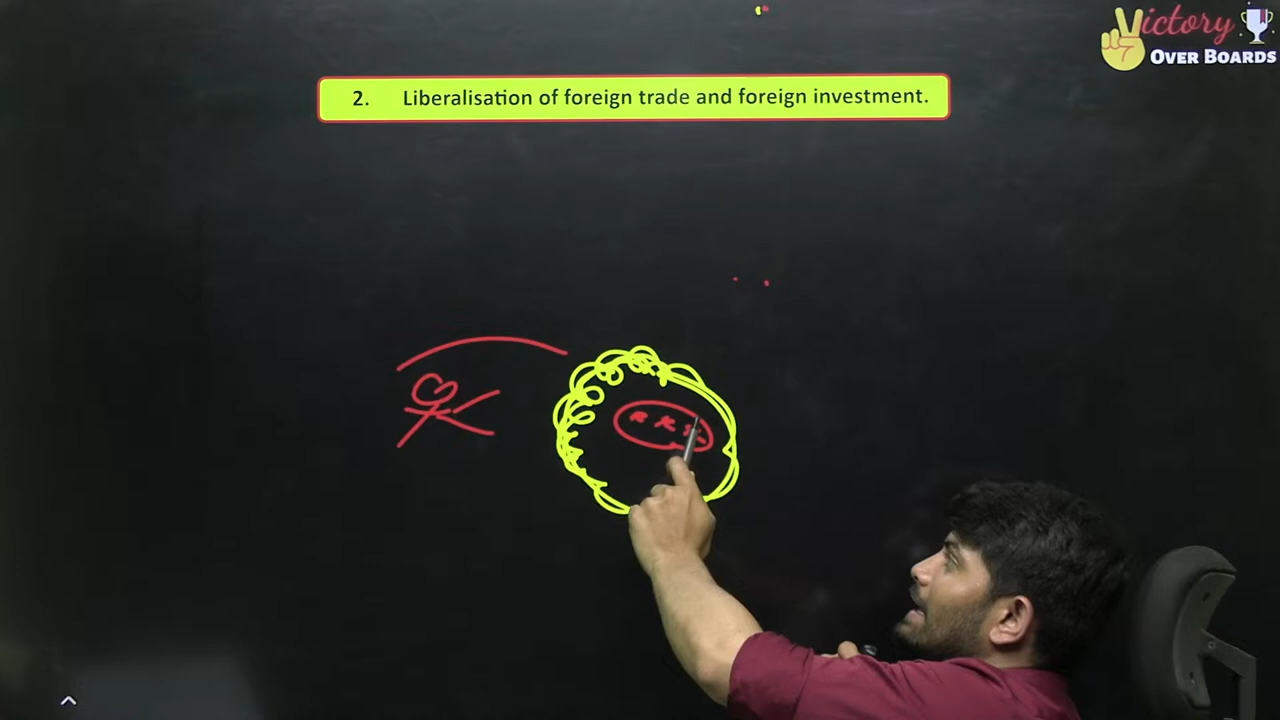 Victory
OVER BOARDS
2. Liberalisation of foreign trade and foreign investment.